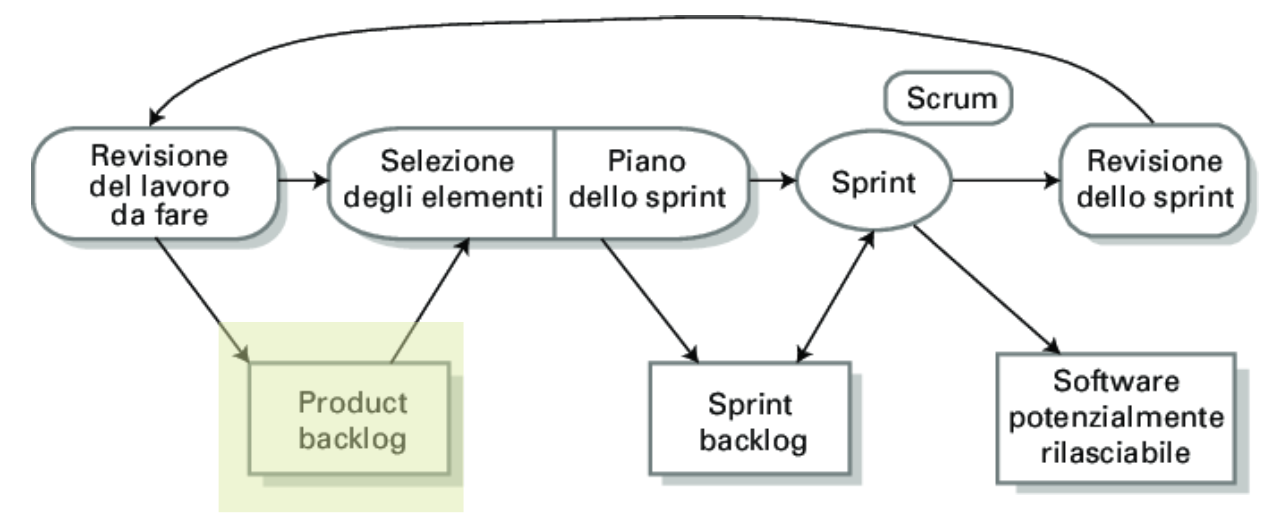 Scrum
Revisione
del lavoro
da fare
Selezione
degli elementi
Piano
dello sprint
Sprint
Revisione
dello sprint
Product
backlog
Sprint
backlog
Software
potenzialmente
rilasciabile